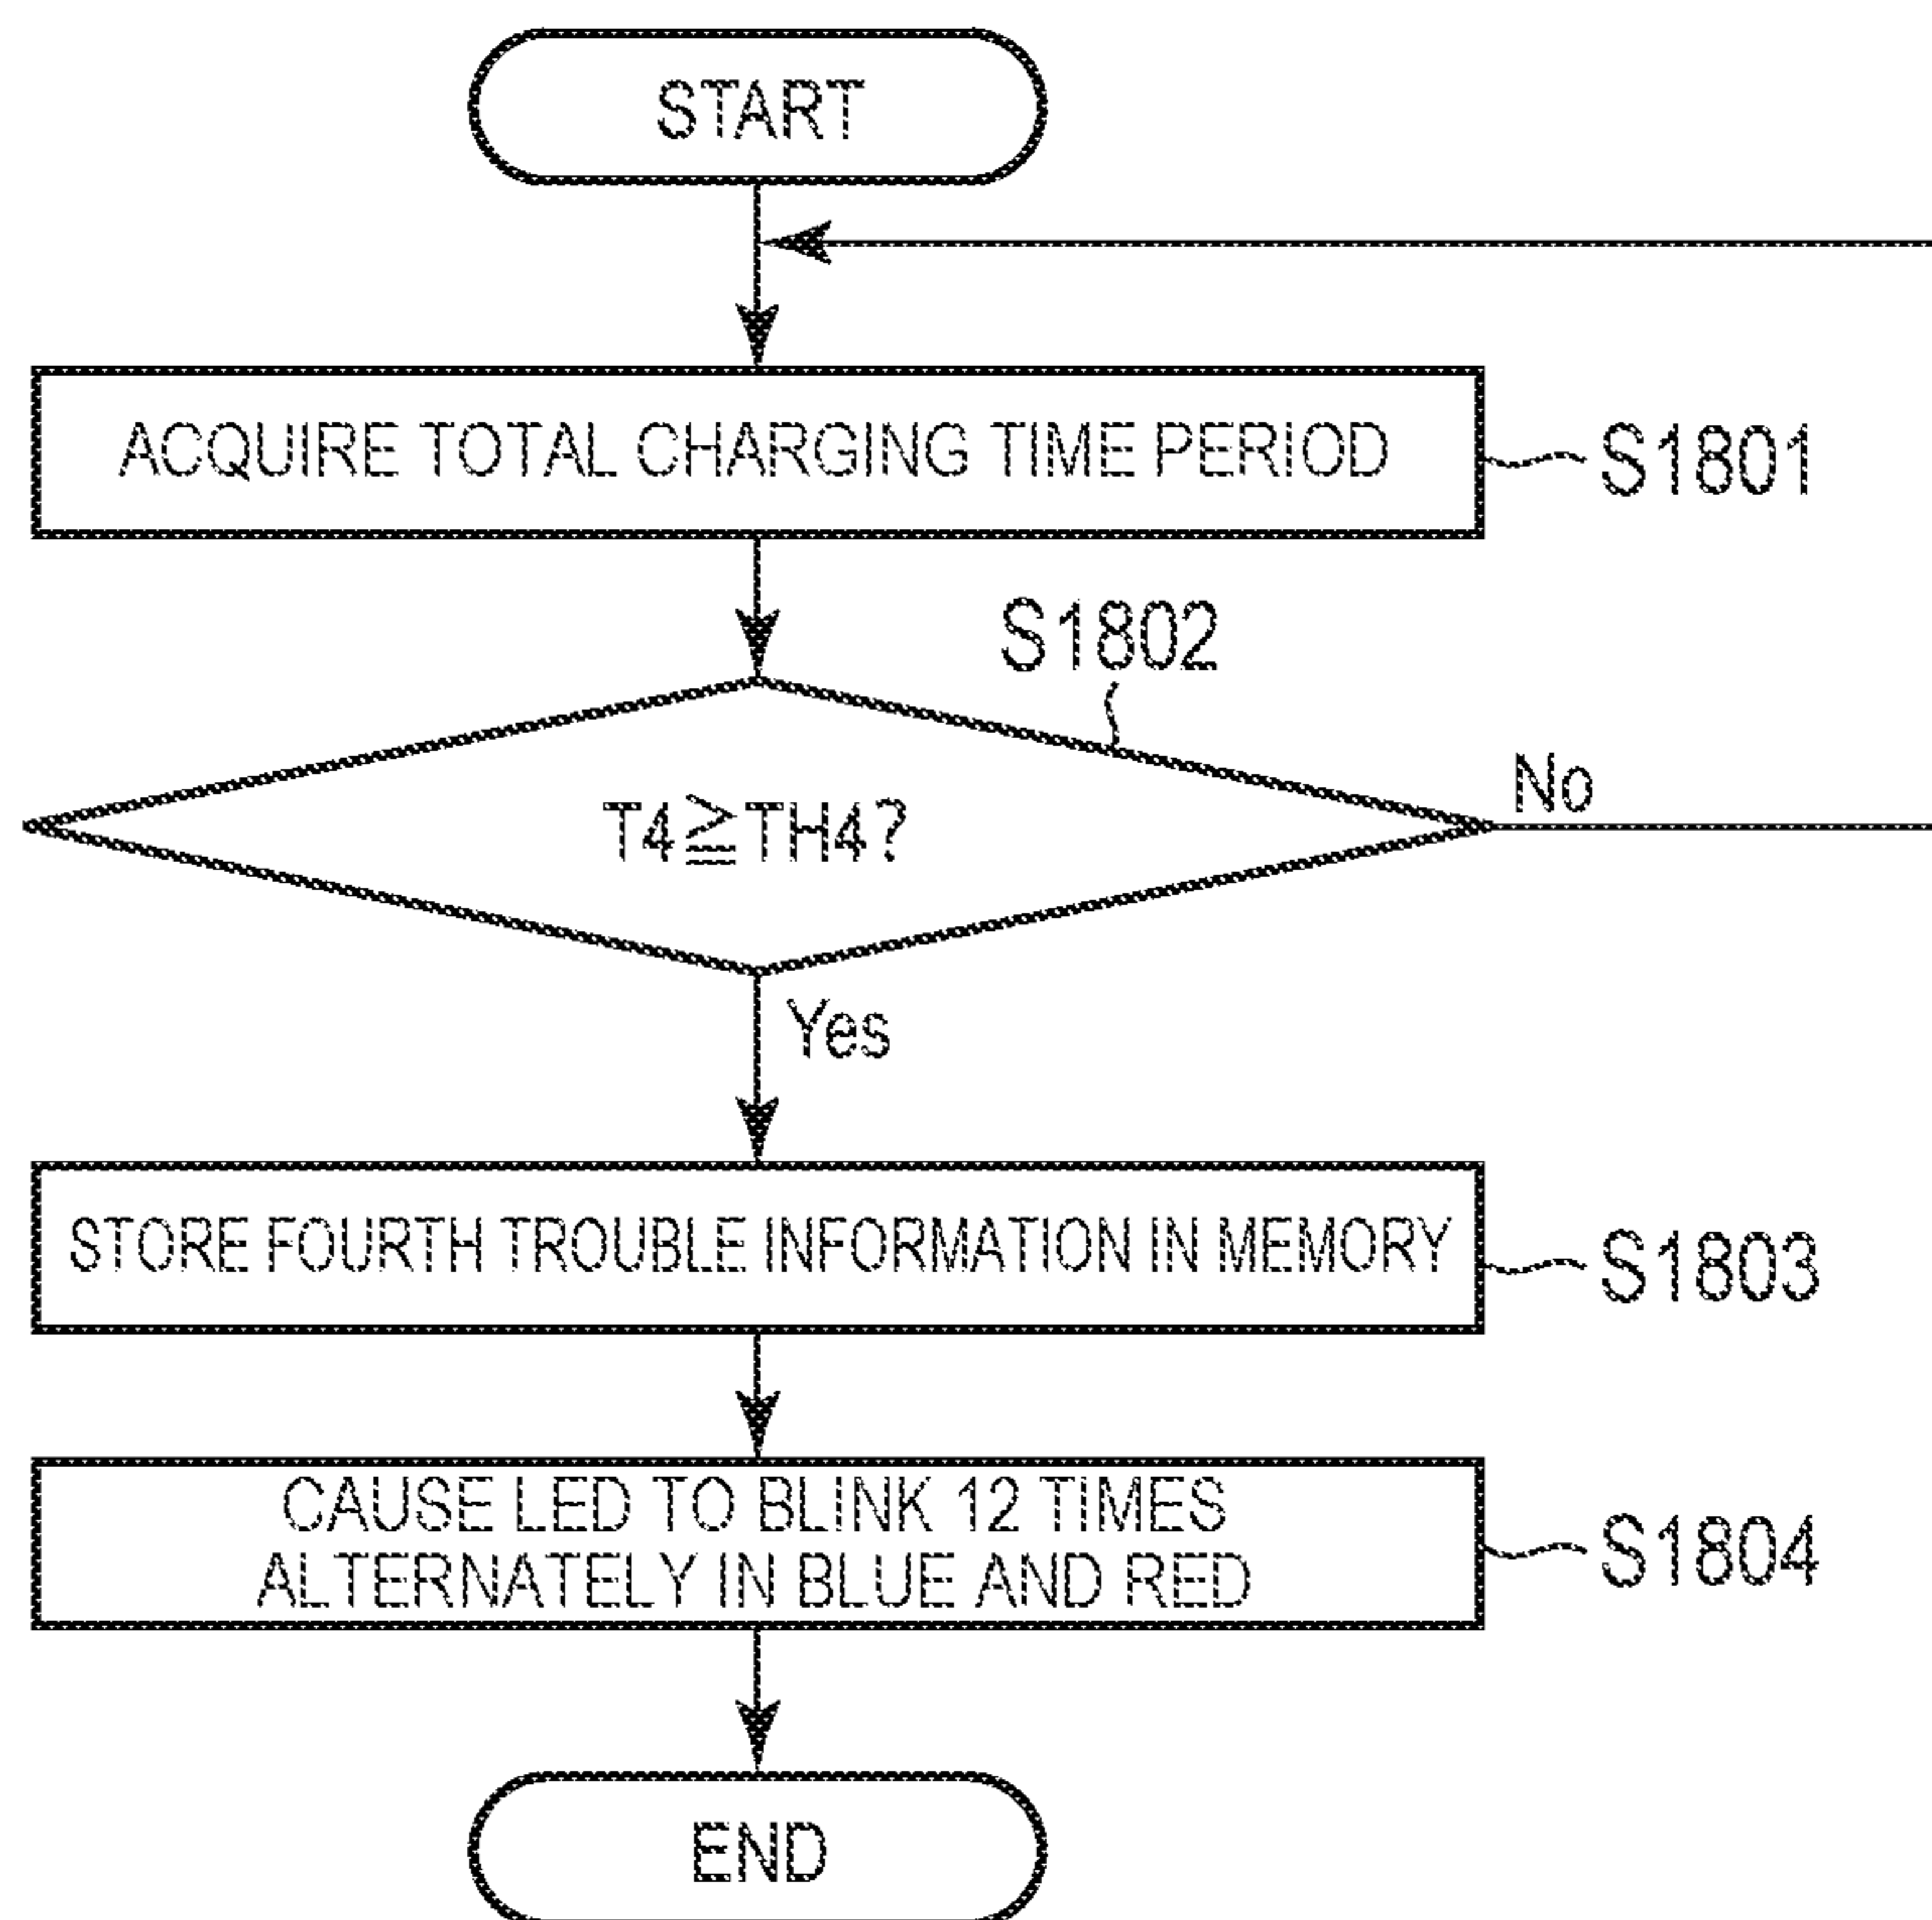 START
ACQUIRE TOTAL CHARGING TIME PERIOD
S1801
S1802
T4≧TH4?
No
Yes
STORE FOURTH TROUBLE INFORMATION IN MEMORY
S1803
CAUSE LED TO BLINK 12 TIMES
ALTERNATELY IN BLUE AND RED
S1804
END